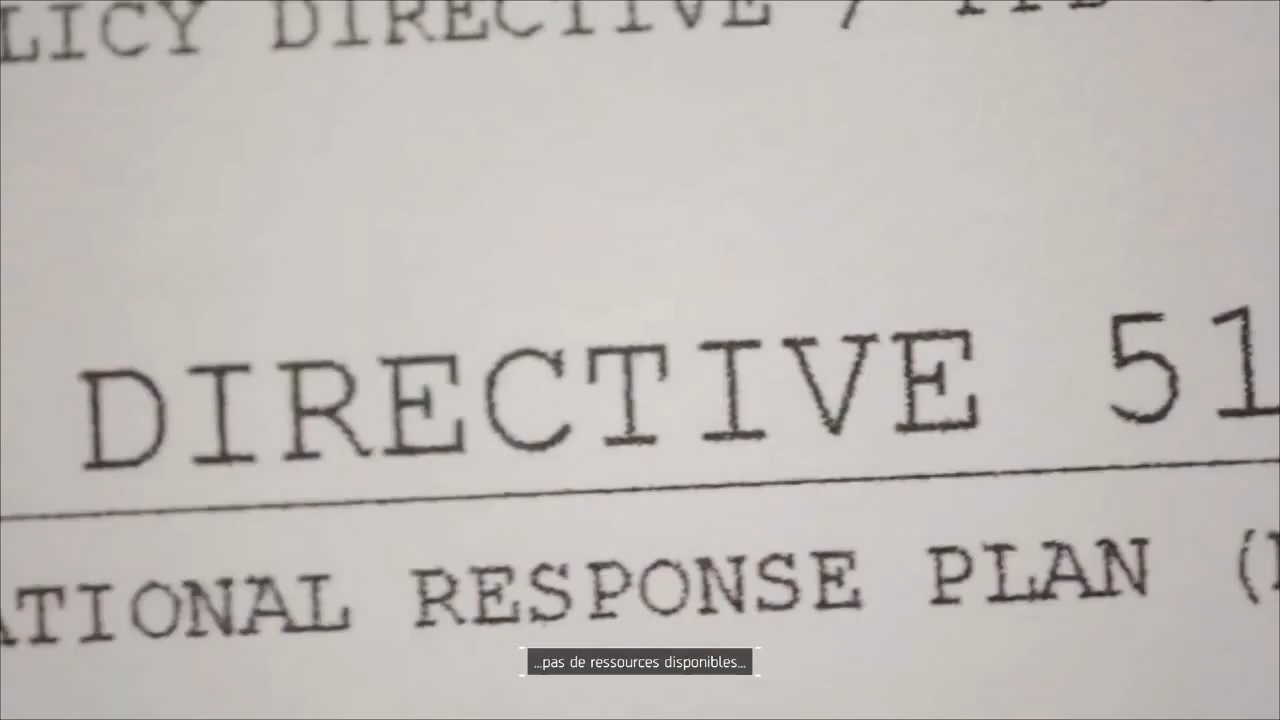 LICY DIRECTIVE /
DIRECTIVE 51
ATIONAL RESPONSE PLAN (
...pas de ressources disponibles...